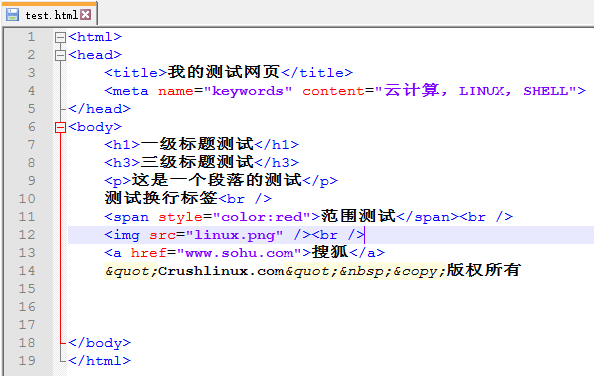 test.html
1 <html>
2 <head>
3 <title>我的测试网页</title>
4 <meta name="keywords" content="云计算，LINUX，SHELL">
5 </head>
6 <body>
7 <h1>一级标题测试</h1>
8 <h3>三级标题测试</h3>
9 <p>这是一个段落的测试</p>
10 测试换行标签<br />
11 <span style="color:red">范围测试</span><br />
12 <img src="linux.png" /><br />
13 <a href="www.sohu.com">搜狐</a>
14 &quot;Crushlinux.com&quot;&nbsp;&copy;版权所有
15
16
17
18 </body>
19 </html>